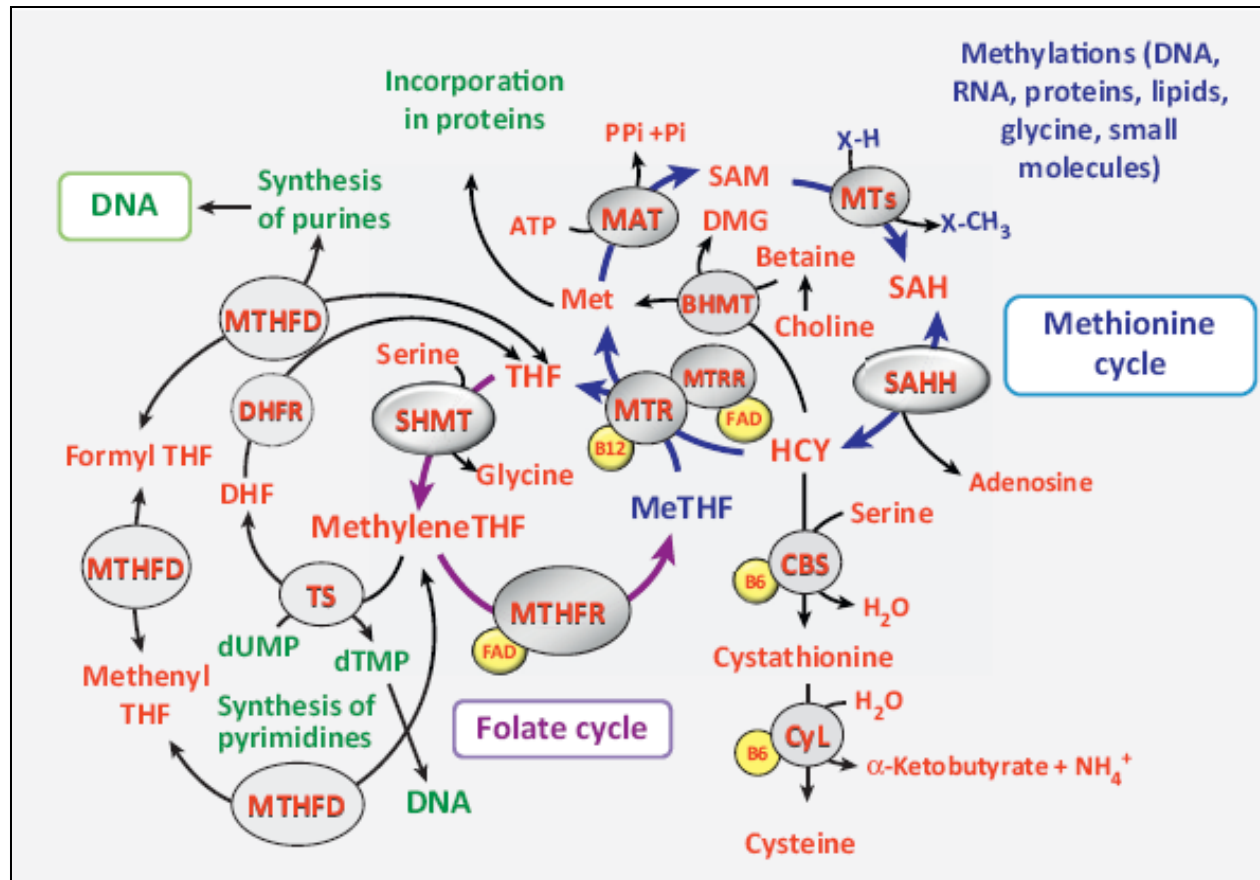 Methylations (DNA,
RNA, proteins, lipids,
glycine, small
molecules)
Incorporation
in proteins
PPi +Pi
X-H
SAM
MTs
DNA
Synthesis
of purines
ATP
MAT
DMG
X-CH₃
Betaine
SAH
Met
BHMT
Choline
Methionine
cycle
MTHFD
Serine
THF
MTRR
SAHH
DHFR
SHMT
MTR
FAD
B12
HCY
Formyl THF
Glycine
Adenosine
DHF
MethyleneTHF
MeTHF
Serine
MTHFD
TS
MTHFR
B6
CBS
H₂O
dUMP
dTMP
FAD
Cystathionine
Methenyl
THF
Synthesis of
pyrimidines
Folate cycle
H₂O
B6
CyL
α-Ketobutyrate + NH₄⁺
MTHFD
DNA
Cysteine